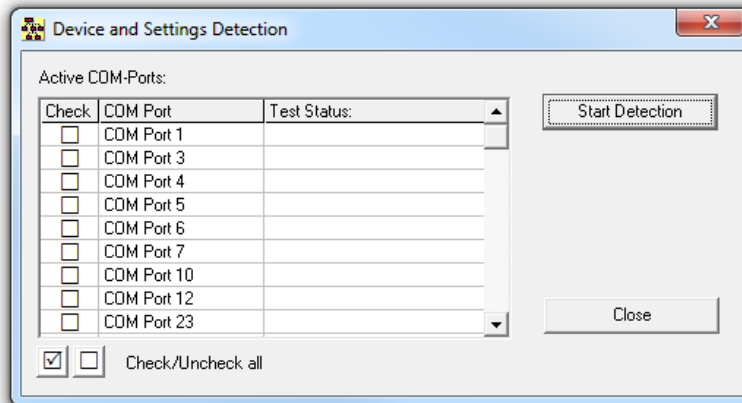 Device and Settings Detection
Active COM-Ports:
Check COM Port Test Status:
Start Detection
COM Port 1
COM Port 3
COM Port 4
COM Port 5
COM Port 6
COM Port 7
COM Port 10
COM Port 12
COM Port 23
Close
Check/Uncheck all